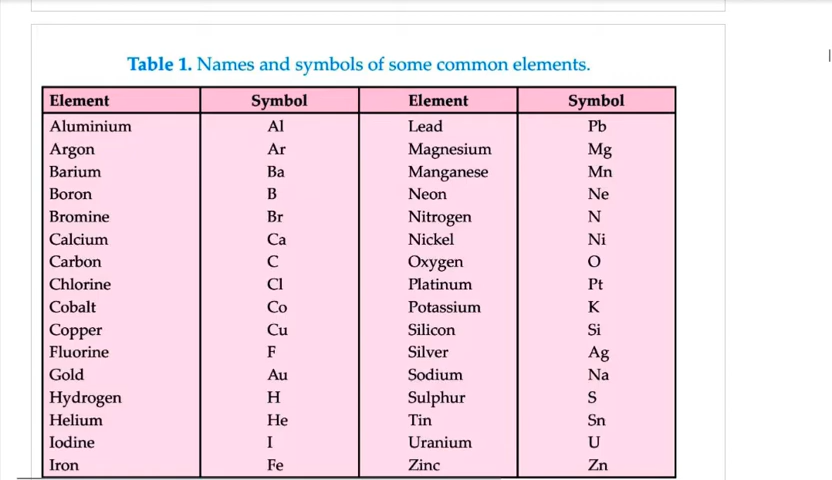 Table 1. Names and symbols of some common elements.
Element Symbol Element Symbol
Aluminium Al Lead Pb
Argon Ar Magnesium Mg
Barium Ba Manganese Mn
Boron B Neon Ne
Bromine Br Nitrogen N
Calcium Ca Nickel Ni
Carbon C Oxygen O
Chlorine Cl Platinum Pt
Cobalt Co Potassium K
Copper Cu Silicon Si
Fluorine F Silver Ag
Gold Au Sodium Na
Hydrogen H Sulphur S
Helium He Tin Sn
Iodine I Uranium U
Iron Fe Zinc Zn